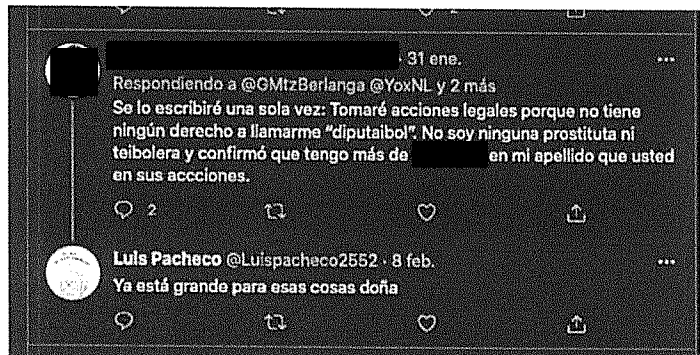 2
· 31 ene.
Respondiendo a @GMtzBerlanga @YoxNL y 2 más
Se lo escribiré una sola vez: Tomaré acciones legales porque no tiene
ningún derecho a llamarme "diputaibol". No soy ninguna prostituta ni
teibolera y confirmó que tengo más de en mi apellido que usted
en sus accciones.
2
Luis Pacheco @Luispacheco2552 · 8 feb.
Ya está grande para esas cosas doña